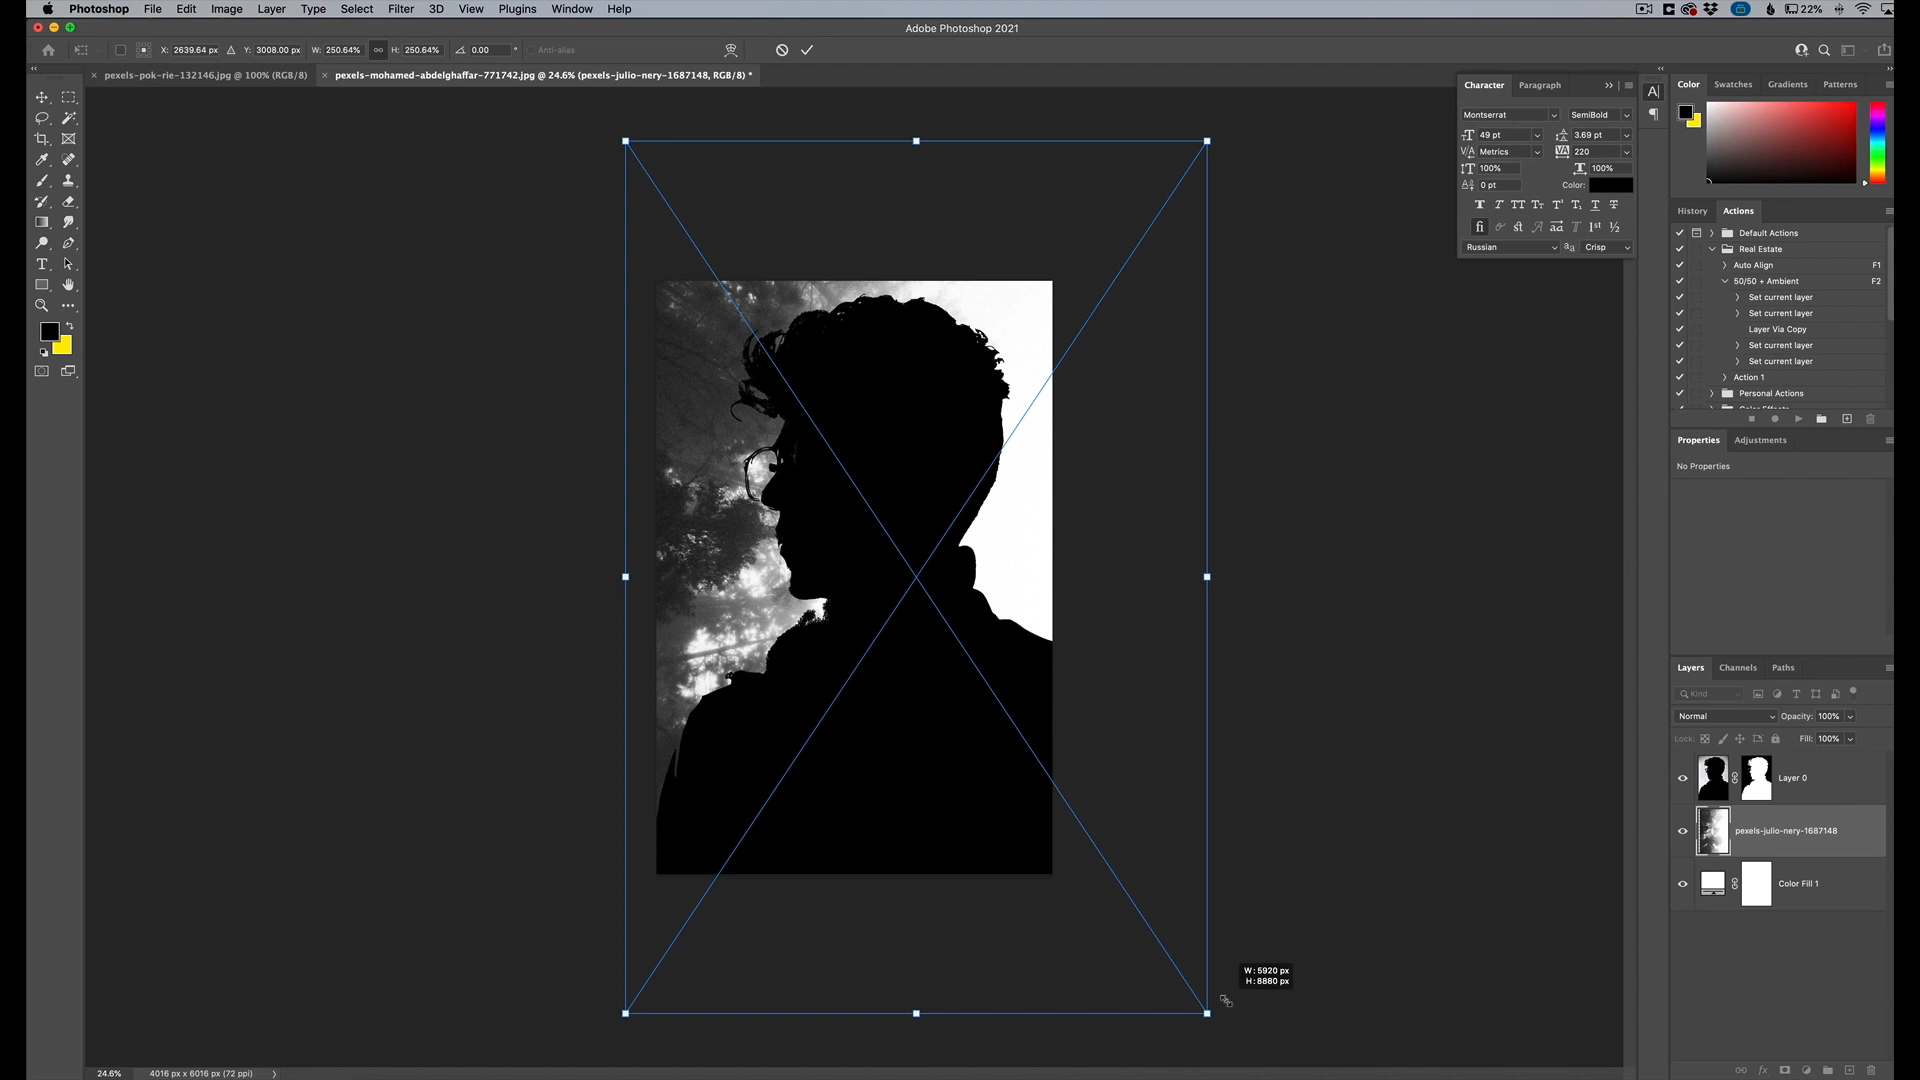 Photoshop File Edit Image Layer Type Select Filter 3D View Plugins Window Help 22%
Adobe Photoshop 2021
X: 2639.64 px Y: 3008.00 px W: 250.64% H: 250.64% 0.00 ° Anti-alias
pexels-pok-rie-132146.jpg @ 100% (RGB/8) pexels-mohamed-abdelghaffar-771742.jpg @ 24.6% (pexels-julio-nery-1687148, RGB/8) *
Character Paragraph
Montserrat SemiBold
49 pt 3.69 pt
Metrics 220
100% 100%
0 pt Color:
Russian Crisp
Color Swatches Gradients Patterns
History Actions
Default Actions
Real Estate
Auto Align F1
50/50 + Ambient F2
Set current layer
Set current layer
Layer Via Copy
Set current layer
Set current layer
Action 1
Personal Actions
Properties Adjustments
No Properties
Layers Channels Paths
Kind
Normal Opacity: 100%
Lock: Fill: 100%
Layer 0
pexels-julio-nery-1687148
Color Fill 1
W: 5920 px
H: 8880 px
24.6% 4016 px x 6016 px (72 ppi)